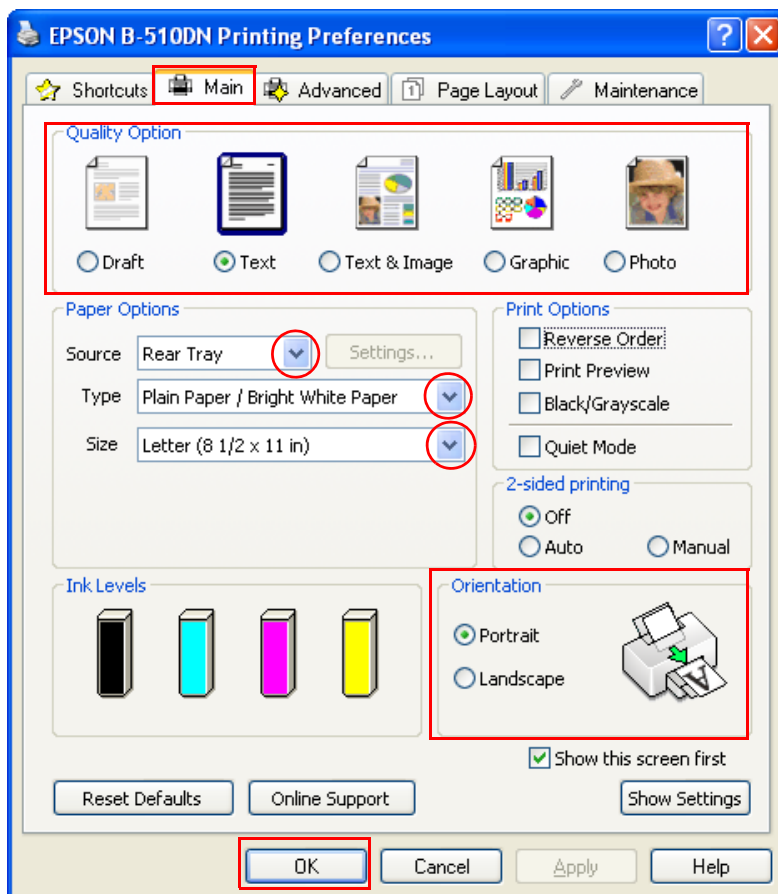 EPSON B-510DN Printing Preferences
Shortcuts Main Advanced 1 Page Layout Maintenance
Quality Option
Draft Text Text & Image Graphic Photo
Paper Options
Source Rear Tray Settings...
Type Plain Paper / Bright White Paper
Size Letter (8 1/2 x 11 in)
Print Options
Reverse Order
Print Preview
Black/Grayscale
Quiet Mode
2-sided printing
Off
Auto Manual
Ink Levels
Orientation
Portrait
Landscape
A
Show this screen first
Reset Defaults Online Support Show Settings
OK Cancel Apply Help